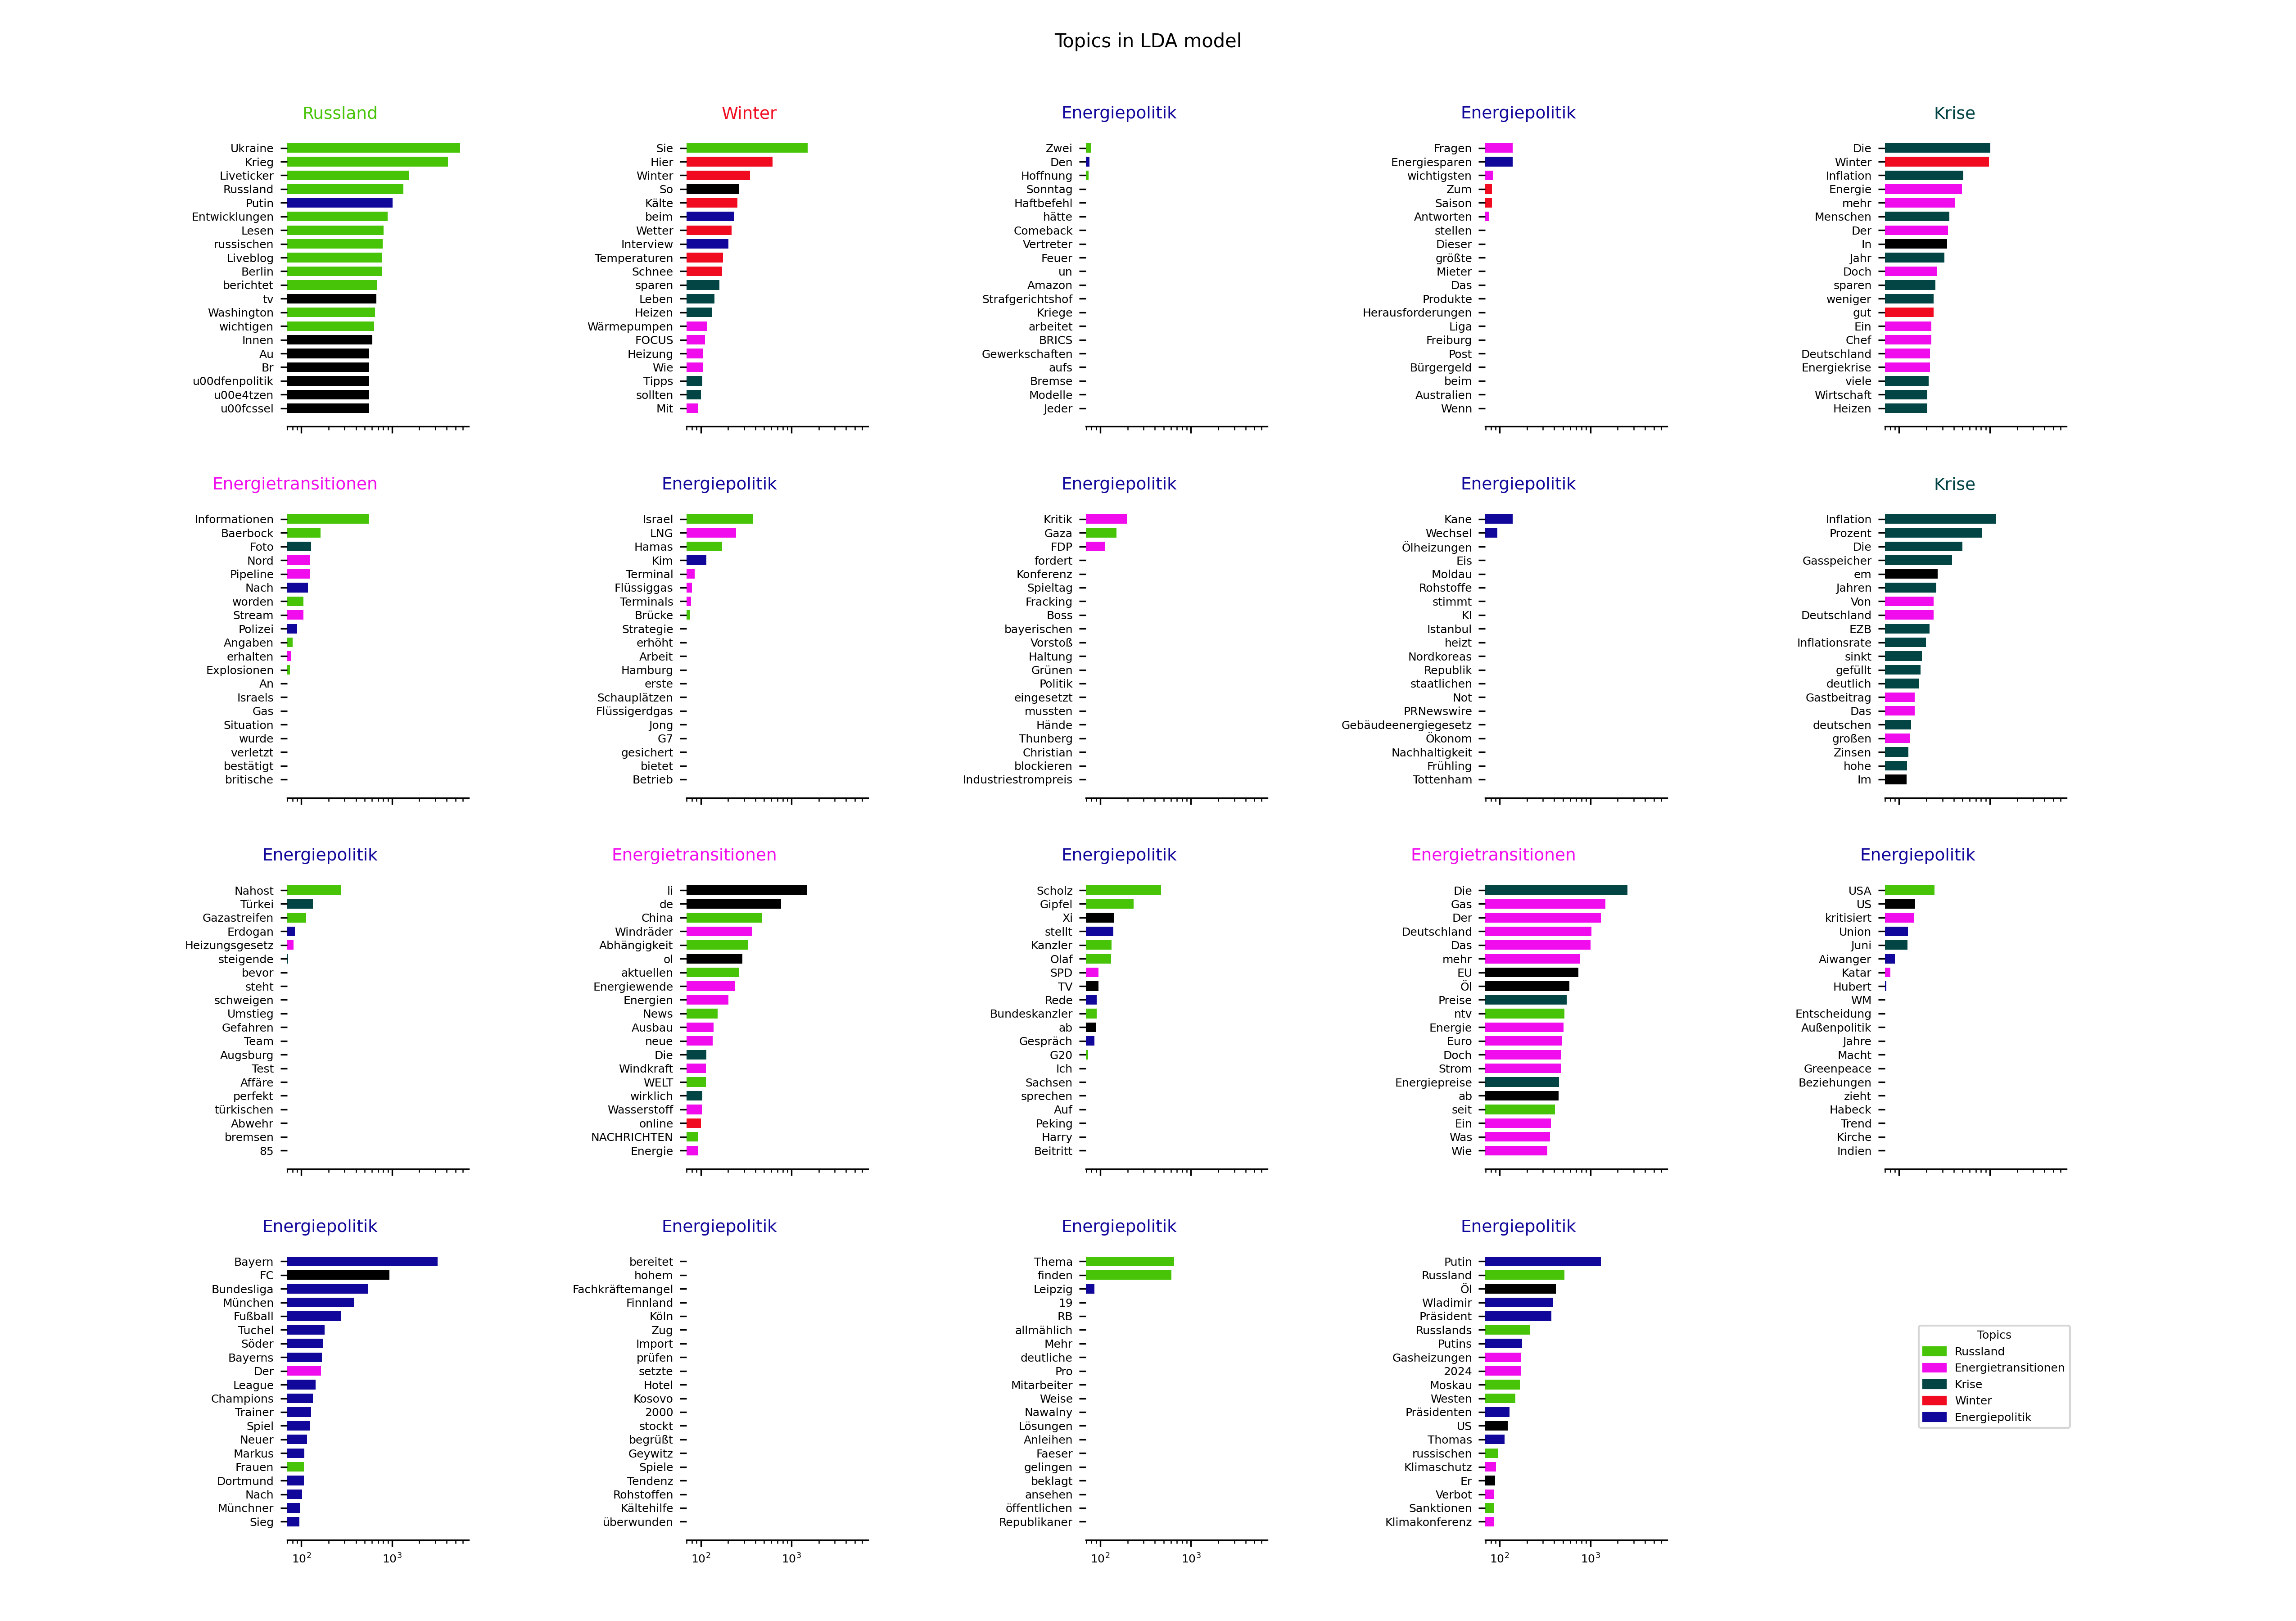 Topics in LDA model
Russland
Ukraine
Krieg
Liveticker
Russland
Putin
Entwicklungen
Lesen
russischen
Liveblog
Berlin
berichtet
tv
Washington
wichtigen
Innen
Au
Br
u00dfenpolitik
u00e4tzen
u00fcssel
Winter
Sie
Hier
Winter
So
Kälte
beim
Wetter
Interview
Temperaturen
Schnee
sparen
Leben
Heizen
Wärmepumpen
FOCUS
Heizung
Wie
Tipps
sollten
Mit
Energiepolitik
Zwei
Den
Hoffnung
Sonntag
Haftbefehl
hätte
Comeback
Vertreter
Feuer
un
Amazon
Strafgerichtshof
Kriege
arbeitet
BRICS
Gewerkschaften
aufs
Bremse
Modelle
Jeder
Energiepolitik
Fragen
Energiesparen
wichtigsten
Zum
Saison
Antworten
stellen
Dieser
größte
Mieter
Das
Produkte
Herausforderungen
Liga
Freiburg
Post
Bürgergeld
beim
Australien
Wenn
Krise
Die
Winter
Inflation
Energie
mehr
Menschen
Der
In
Jahr
Doch
sparen
weniger
gut
Ein
Chef
Deutschland
Energiekrise
viele
Wirtschaft
Heizen
Energietransitionen
Informationen
Baerbock
Foto
Nord
Pipeline
Nach
worden
Stream
Polizei
Angaben
erhalten
Explosionen
An
Israels
Gas
Situation
wurde
verletzt
bestätigt
britische
Energiepolitik
Israel
LNG
Hamas
Kim
Terminal
Flüssiggas
Terminals
Brücke
Strategie
erhöht
Arbeit
Hamburg
erste
Schauplätzen
Flüssigerdgas
Jong
G7
gesichert
bietet
Betrieb
Energiepolitik
Kritik
Gaza
FDP
fordert
Konferenz
Spieltag
Fracking
Boss
bayerischen
Vorstoß
Haltung
Grünen
Politik
eingesetzt
mussten
Hände
Thunberg
Christian
blockieren
Industriestrompreis
Energiepolitik
Kane
Wechsel
Ölheizungen
Eis
Moldau
Rohstoffe
stimmt
KI
Istanbul
heizt
Nordkoreas
Republik
staatlichen
Not
PRNewswire
Gebäudeenergiegesetz
Ökonom
Nachhaltigkeit
Frühling
Tottenham
Krise
Inflation
Prozent
Die
Gasspeicher
em
Jahren
Von
Deutschland
EZB
Inflationsrate
sinkt
gefüllt
deutlich
Gastbeitrag
Das
deutschen
großen
Zinsen
hohe
Im
Energiepolitik
Nahost
Türkei
Gazastreifen
Erdogan
Heizungsgesetz
steigende
bevor
steht
schweigen
Umstieg
Gefahren
Team
Augsburg
Test
Affäre
perfekt
türkischen
Abwehr
bremsen
85
Energietransitionen
li
de
China
Windräder
Abhängigkeit
ol
aktuellen
Energiewende
Energien
News
Ausbau
neue
Die
Windkraft
WELT
wirklich
Wasserstoff
online
NACHRICHTEN
Energie
Energiepolitik
Scholz
Gipfel
Xi
stellt
Kanzler
Olaf
SPD
TV
Rede
Bundeskanzler
ab
Gespräch
G20
Ich
Sachsen
sprechen
Auf
Peking
Harry
Beitritt
Energietransitionen
Die
Gas
Der
Deutschland
Das
mehr
EU
Öl
Preise
ntv
Energie
Euro
Doch
Strom
Energiepreise
ab
seit
Ein
Was
Wie
Energiepolitik
USA
US
kritisiert
Union
Juni
Aiwanger
Katar
Hubert
WM
Entscheidung
Außenpolitik
Jahre
Macht
Greenpeace
Beziehungen
zieht
Habeck
Trend
Kirche
Indien
Energiepolitik
Bayern
FC
Bundesliga
München
Fußball
Tuchel
Söder
Bayerns
Der
League
Champions
Trainer
Spiel
Neuer
Markus
Frauen
Dortmund
Nach
Münchner
Sieg
10² 10³
Energiepolitik
bereitet
hohem
Fachkräftemangel
Finnland
Köln
Zug
Import
prüfen
setzte
Hotel
Kosovo
2000
stockt
begrüßt
Geywitz
Spiele
Tendenz
Rohstoffen
Kältehilfe
überwunden
10² 10³
Energiepolitik
Thema
finden
Leipzig
19
RB
allmählich
Mehr
deutliche
Pro
Mitarbeiter
Weise
Nawalny
Lösungen
Anleihen
Faeser
gelingen
beklagt
ansehen
öffentlichen
Republikaner
10² 10³
Energiepolitik
Putin
Russland
Öl
Wladimir
Präsident
Russlands
Putins
Gasheizungen
2024
Moskau
Westen
Präsidenten
US
Thomas
russischen
Klimaschutz
Er
Verbot
Sanktionen
Klimakonferenz
10² 10³
Topics
Russland
Energietransitionen
Krise
Winter
Energiepolitik